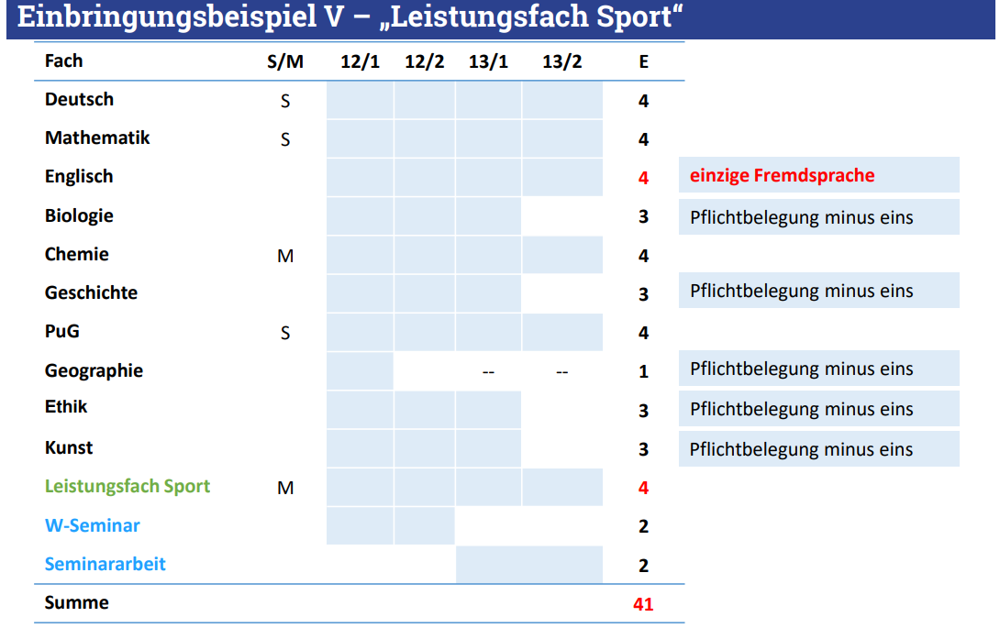 Einbringungsbeispiel V – „Leistungsfach Sport“
Fach S/M 12/1 12/2 13/1 13/2 E
Deutsch S 4
Mathematik S 4
Englisch 4 einzige Fremdsprache
Biologie 3 Pflichtbelegung minus eins
Chemie M 4
Geschichte 3 Pflichtbelegung minus eins
PuG S 4
Geographie -- -- 1 Pflichtbelegung minus eins
Ethik 3 Pflichtbelegung minus eins
Kunst 3 Pflichtbelegung minus eins
Leistungsfach Sport M 4
W-Seminar 2
Seminararbeit 2
Summe 41